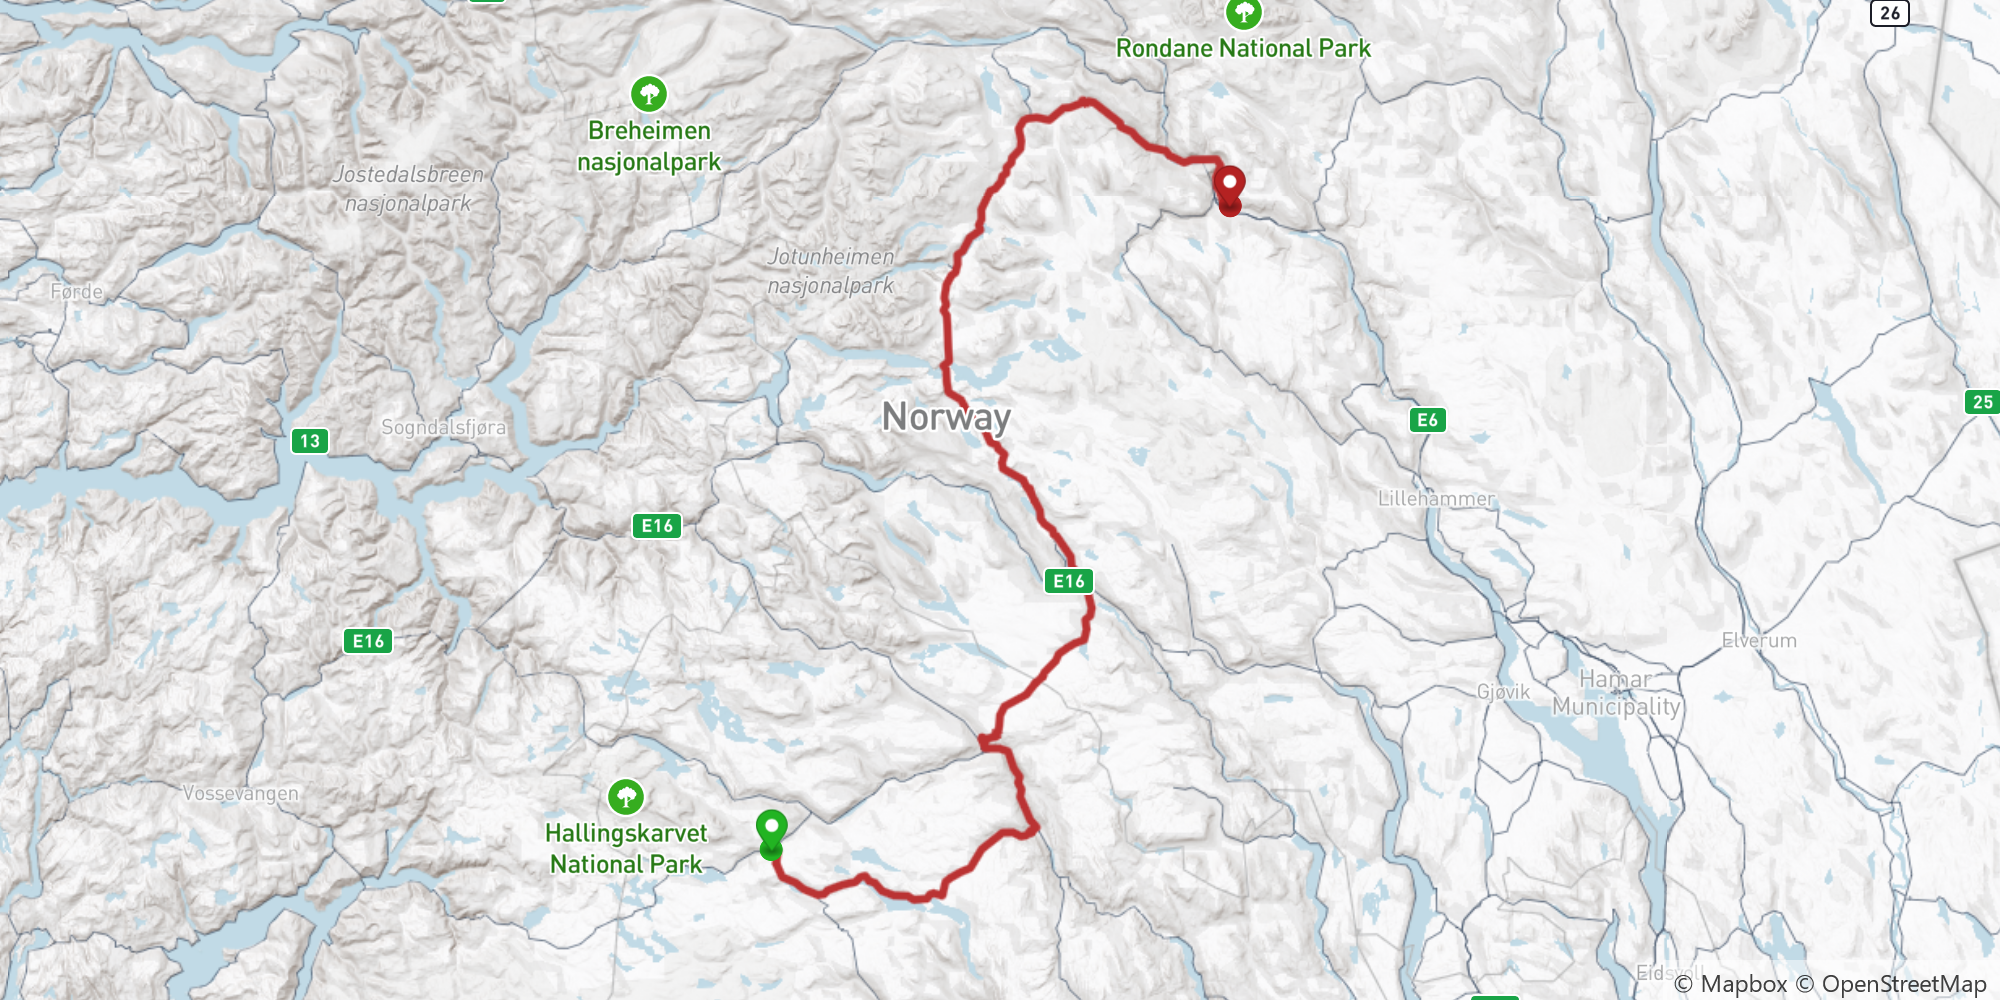 26
Rondane National Park
Breheimen
nasjonalpark
Jostedalsbreen
nasjonalpark
Jotunheimen
nasjonalpark
Førde
Norway
25
E6
13
Sogndalsfjøra
Lillehammer
E16
E16
E16
Elverum
Hamar
Municipality
Gjøvik
Vossevangen
Hallingskarvet
National Park
Eidsvoll
© Mapbox © OpenStreetMap